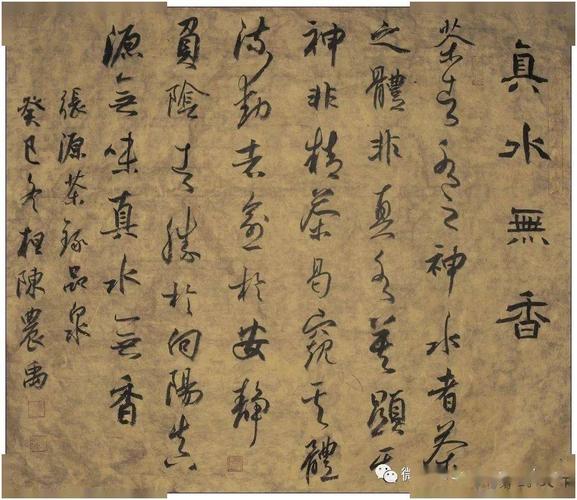 真水無香
茶者水之神水者茶
之體非真水莫顯其
神非精茶曷窺其體
流動者愈於安靜
負陰者勝於向陽真
源無味真水無香
張源茶録品泉
癸巳冬桓陳農禹
微